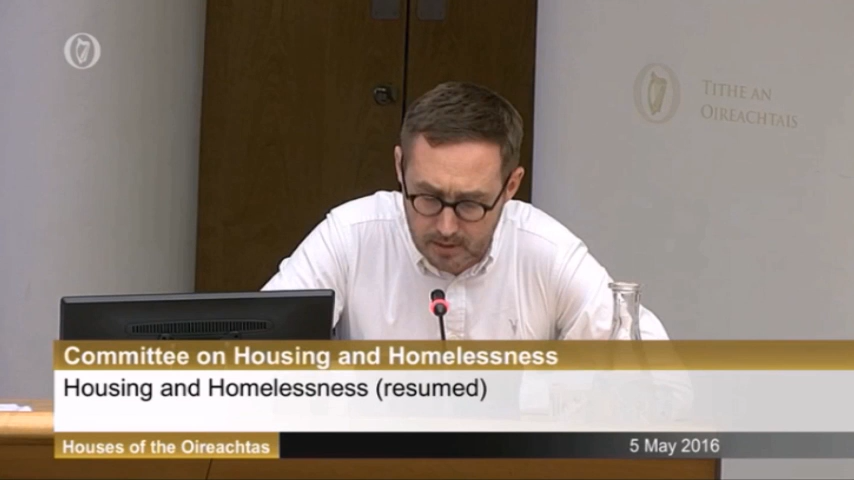 TITHE AN
OIREACHTAIS
Committee on Housing and Homelessness
Housing and Homelessness (resumed)
Houses of the Oireachtas
5 May 2016